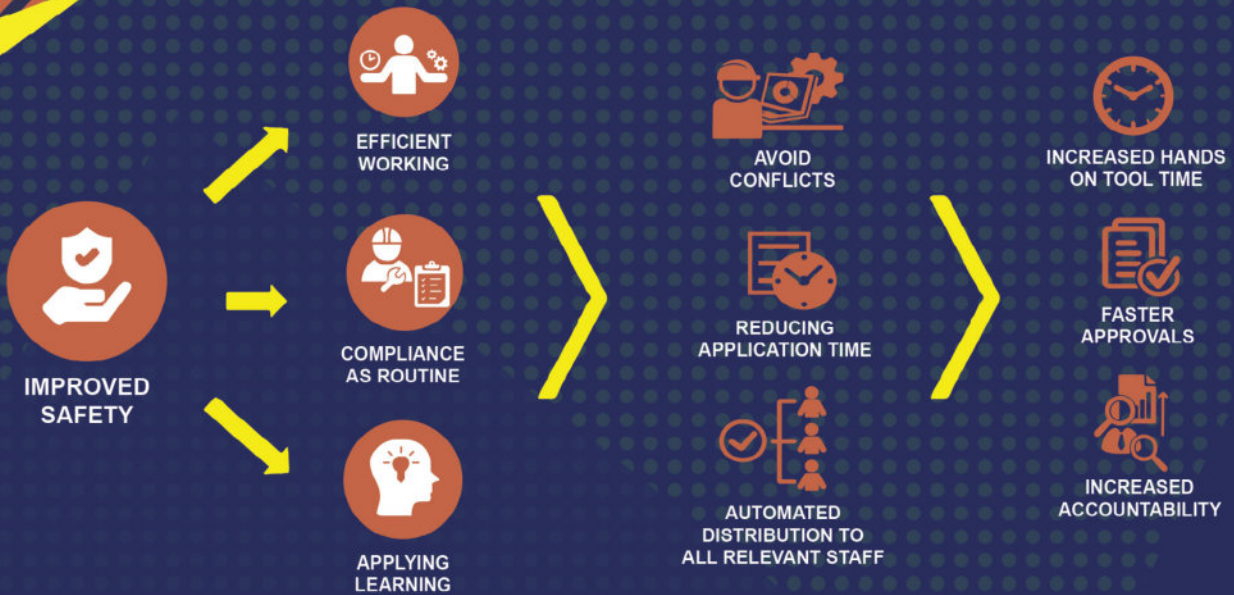 IMPROVED
SAFETY
EFFICIENT
WORKING
COMPLIANCE
AS ROUTINE
APPLYING
LEARNING
AVOID
CONFLICTS
REDUCING
APPLICATION TIME
AUTOMATED
DISTRIBUTION TO
ALL RELEVANT STAFF
INCREASED HANDS
ON TOOL TIME
FASTER
APPROVALS
INCREASED
ACCOUNTABILITY